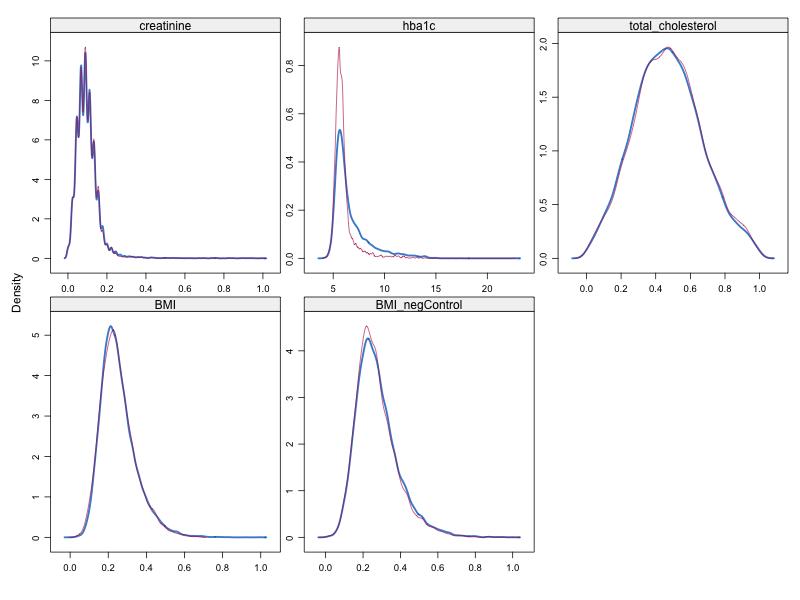 creatinine
hba1c
total_cholesterol
0 2 4 6 8 10
0.0 0.2 0.4 0.6 0.8 1.0
0.0 0.2 0.4 0.6 0.8
5 10 15 20
0.0 0.5 1.0 1.5 2.0
0.0 0.2 0.4 0.6 0.8 1.0
Density
BMI
BMI_negControl
0 1 2 3 4 5
0.0 0.2 0.4 0.6 0.8 1.0
0 1 2 3 4
0.0 0.2 0.4 0.6 0.8 1.0